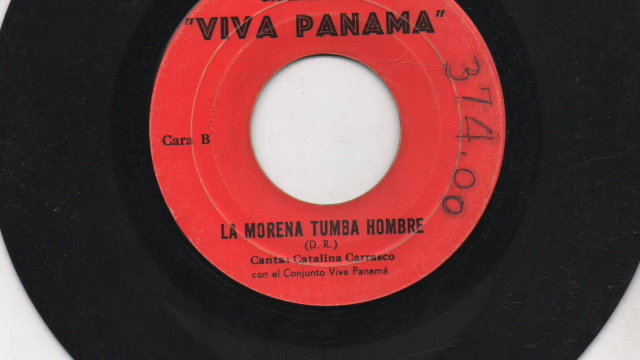 "VIVA PANAMA"
374.00
Cara B
LA MORENA TUMBA HOMBRE
(D. R.)
Canta: Catalina Carrasco
con el Conjunto Viva Panamá